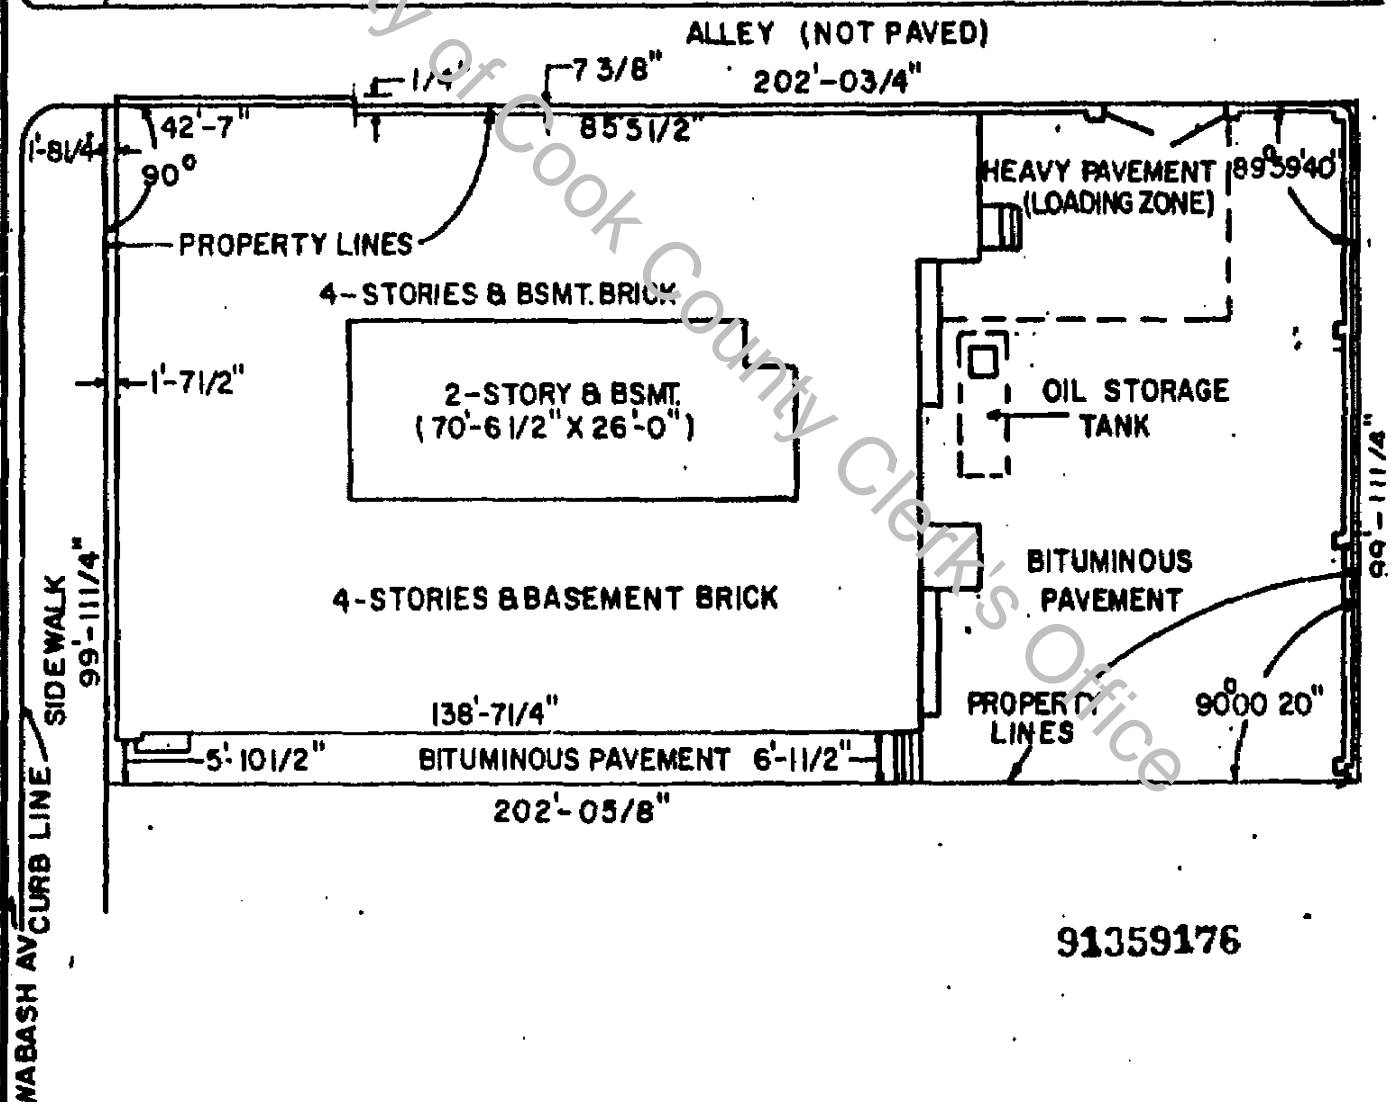 ALLEY (NOT PAVED)
1/4"
7 3/8"
202'-03/4"
42'-7"
85'51/2"
1'-81/4"
90°
HEAVY PAVEMENT
(LOADING ZONE)
89°59'40"
PROPERTY LINES
4-STORIES & BSMT. BRICK
1'-71/2"
2-STORY & BSMT.
(70'-6 1/2" X 26'-0")
OIL STORAGE
TANK
99'-111/4"
SIDEWALK
99'-111/4"
4-STORIES & BASEMENT BRICK
BITUMINOUS
PAVEMENT
138'-71/4"
PROPERTY
LINES
90°00 20"
5'-101/2"
BITUMINOUS PAVEMENT
6'-11/2"
202'-05/8"
CURB LINE
WABASH AV
91359176
y of Cook County Clerk's Office